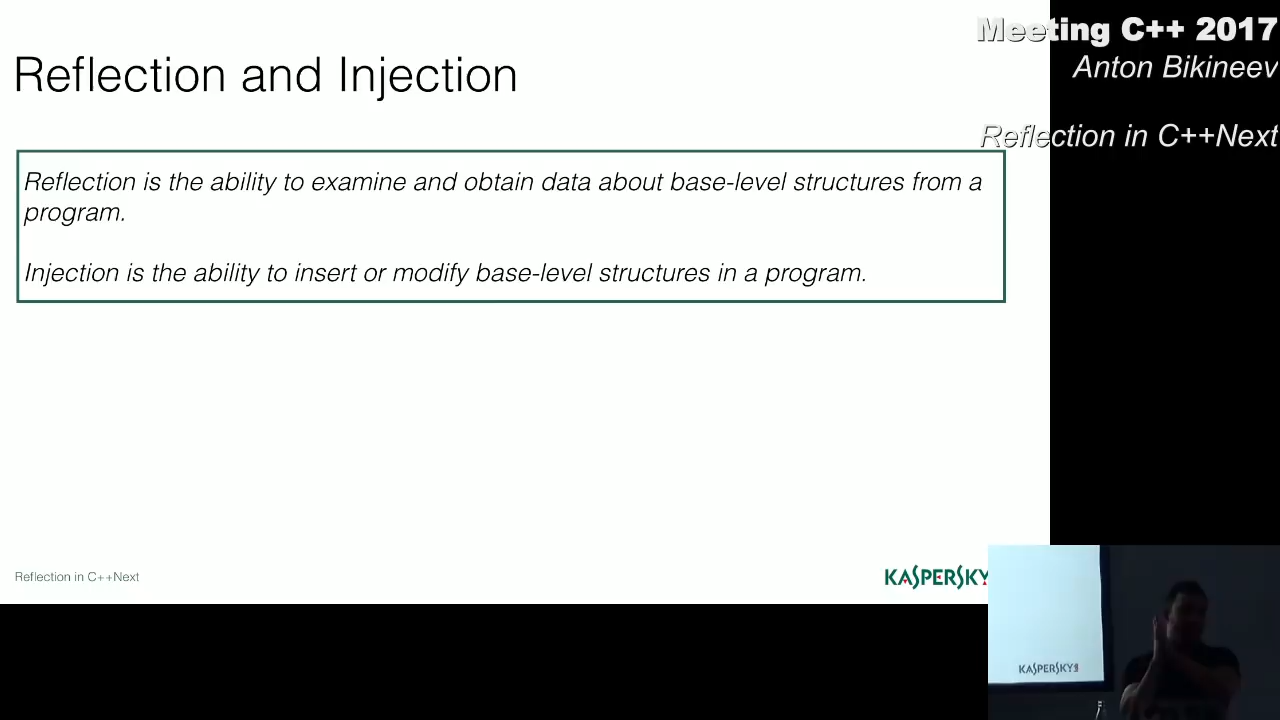 Meeting C++ 2017
Anton Bikineev
Reflection in C++Next
Reflection and Injection
Reflection is the ability to examine and obtain data about base-level structures from a
program.
Injection is the ability to insert or modify base-level structures in a program.
Reflection in C++Next
KASPERSKY
KASPERSKY